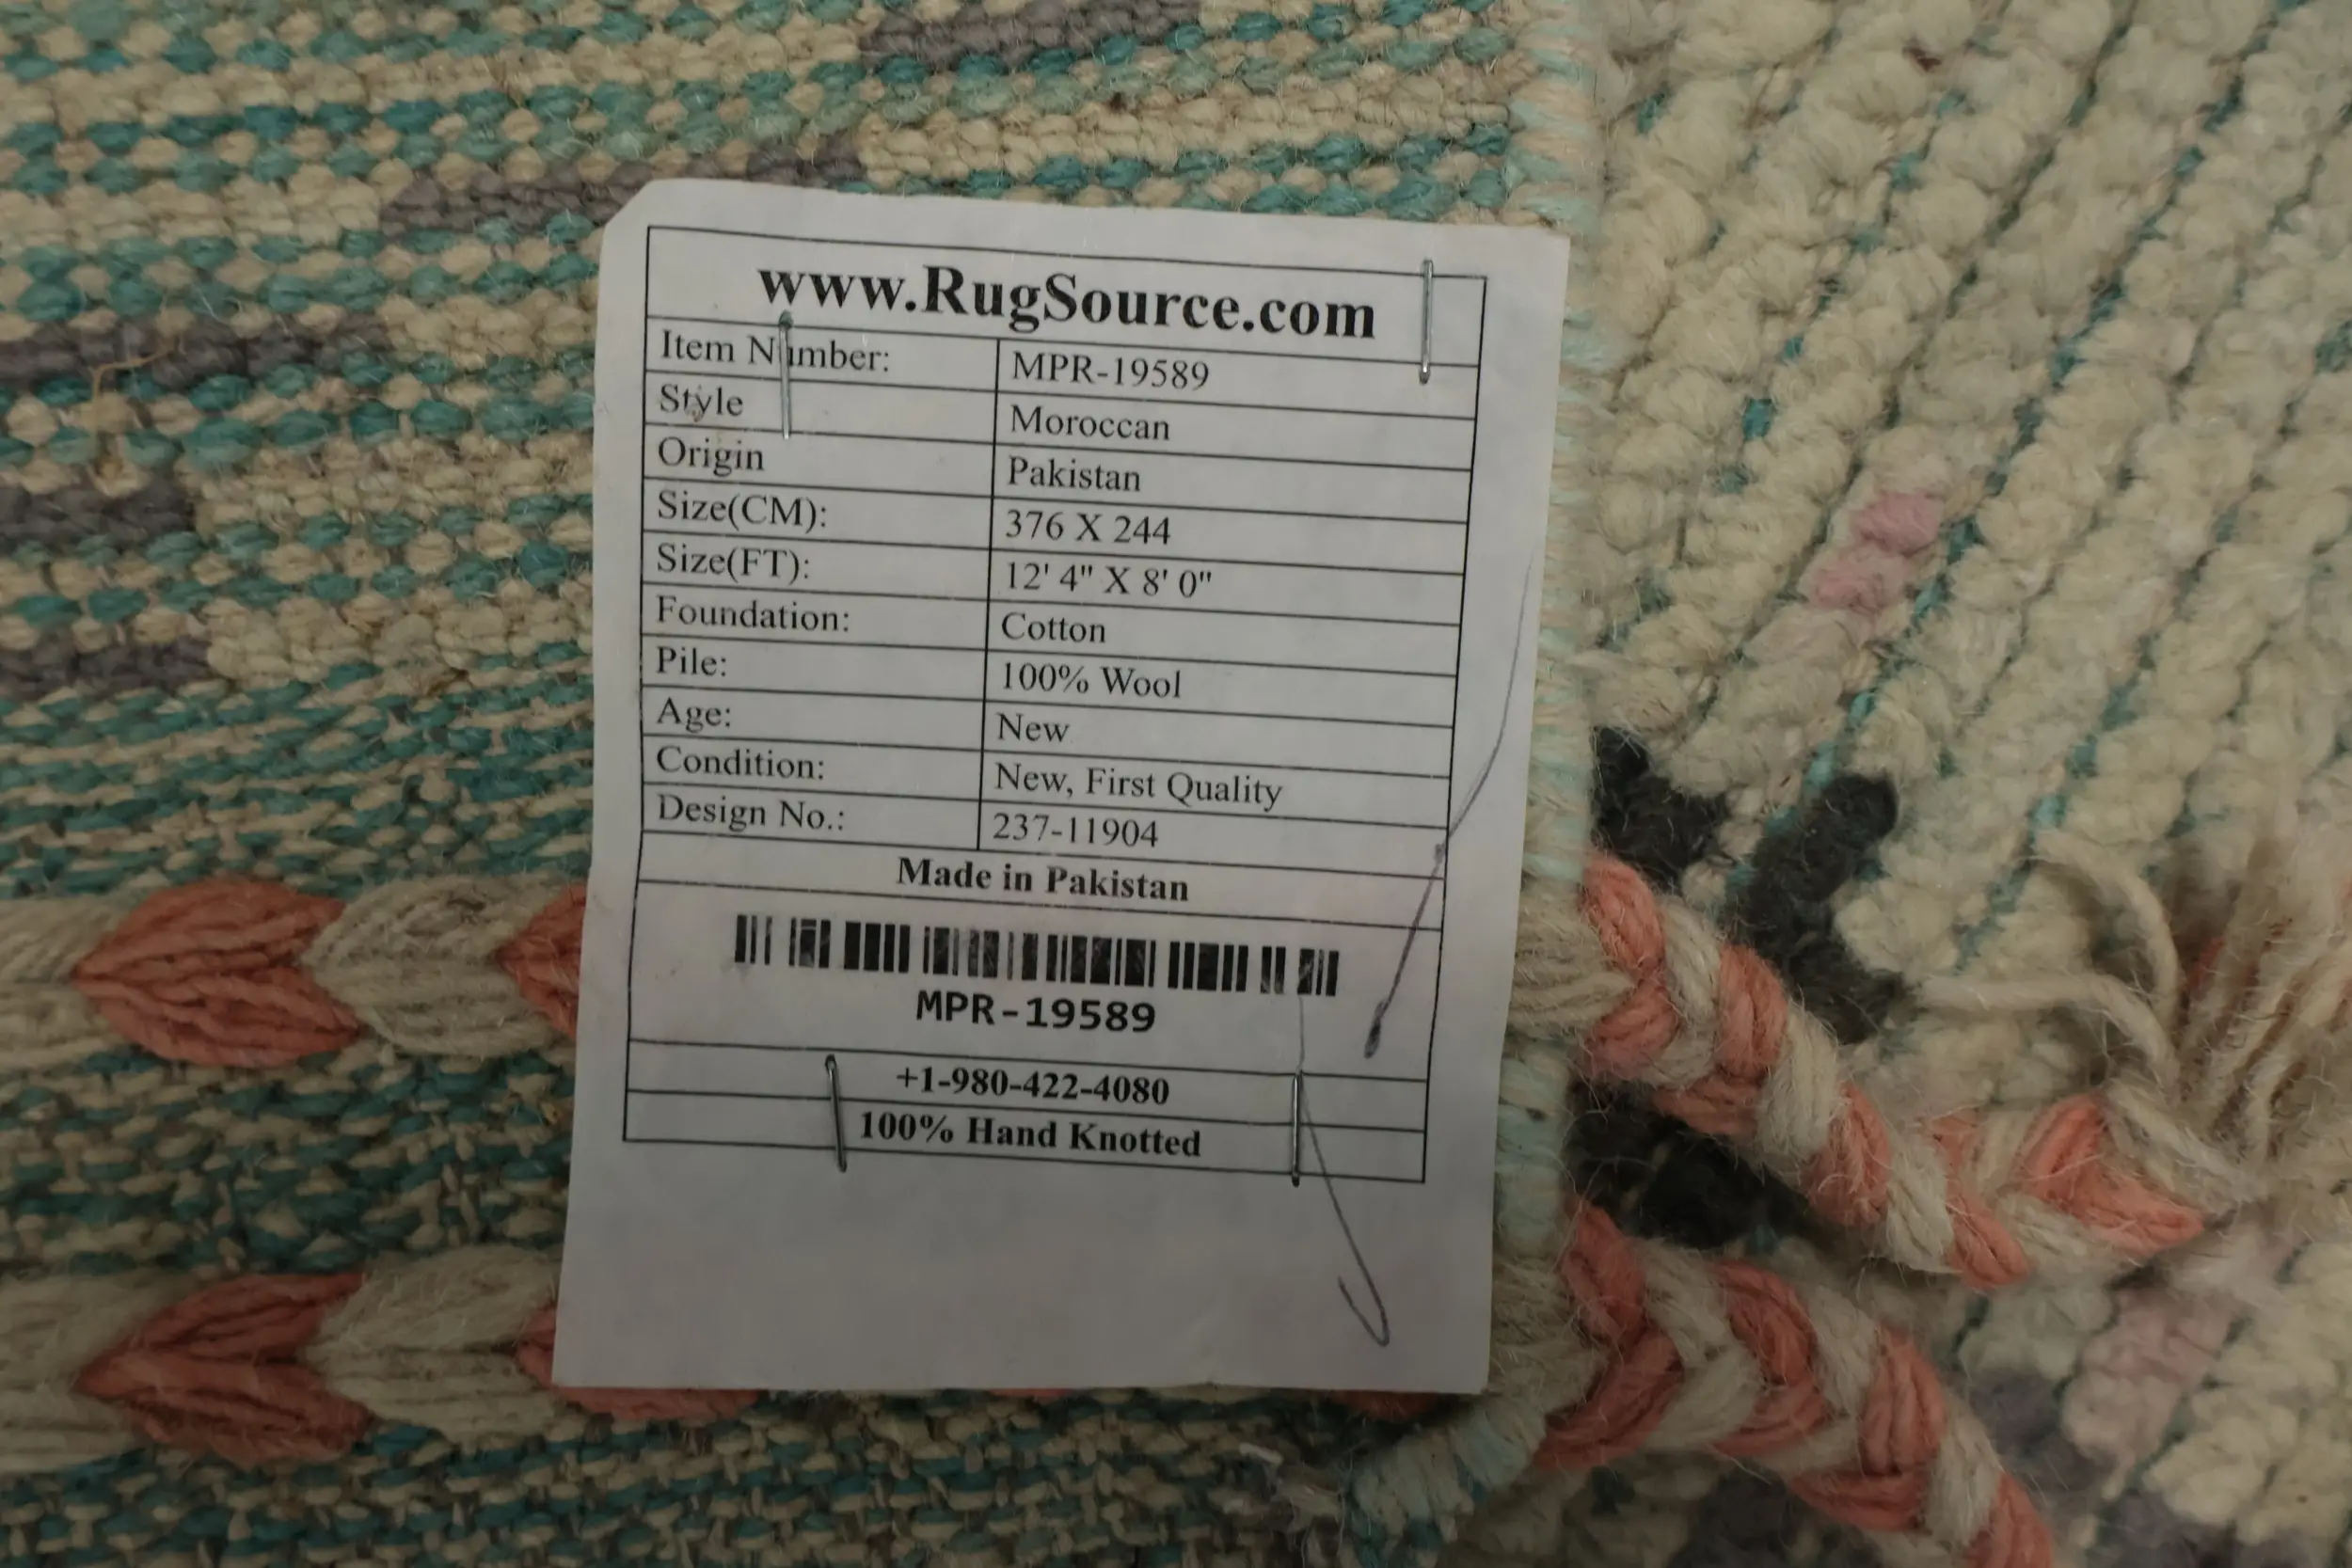 www.RugSource.com
Item Number: MPR-19589
Style Moroccan
Origin Pakistan
Size(CM): 376 X 244
Size(FT): 12' 4" X 8' 0"
Foundation: Cotton
Pile: 100% Wool
Age: New
Condition: New, First Quality
Design No.: 237-11904
Made in Pakistan
MPR-19589
+1-980-422-4080
100% Hand Knotted